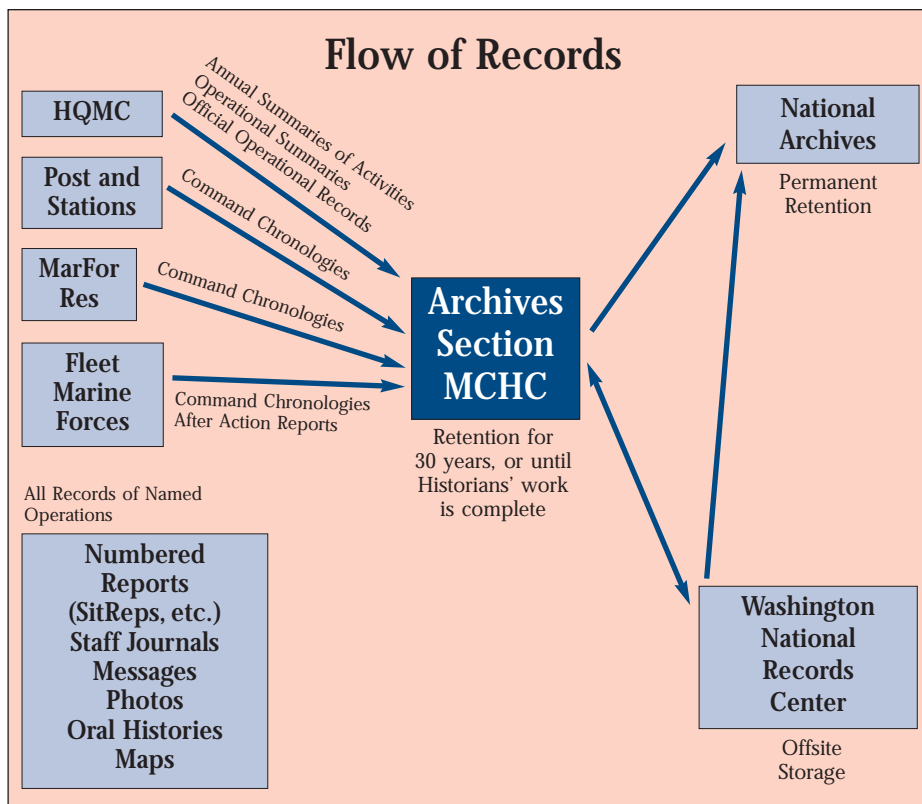 Flow of Records
HQMC
Annual Summaries of Activities
Operational Summaries
Official Operational Records
Post and
Stations
Command Chronologies
MarFor
Res
Command Chronologies
Fleet
Marine
Forces
Command Chronologies
After Action Reports
Archives
Section
MCHC
Retention for
30 years, or until
Historians' work
is complete
National
Archives
Permanent
Retention
All Records of Named
Operations
Numbered
Reports
(SitReps, etc.)
Staff Journals
Messages
Photos
Oral Histories
Maps
Washington
National
Records
Center
Offsite
Storage